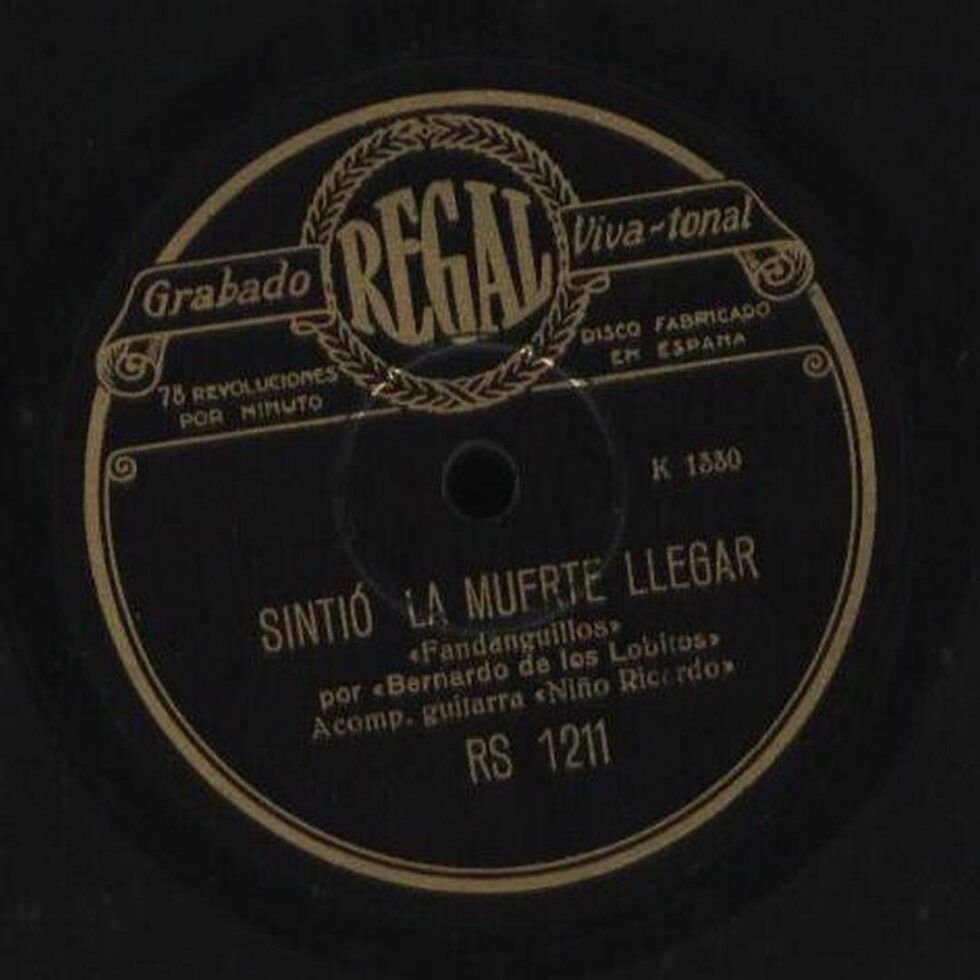 REGAL
Grabado Viva-tonal
78 REVOLUCIONES
POR MINUTO
DISCO FABRICADO
EN ESPAÑA
K 1330
SINTIÓ LA MUERTE LLEGAR
«Fandanguillos»
por «Bernardo de los Lobitos»
Acomp. guitarra «Niño Ricardo»
RS 1211